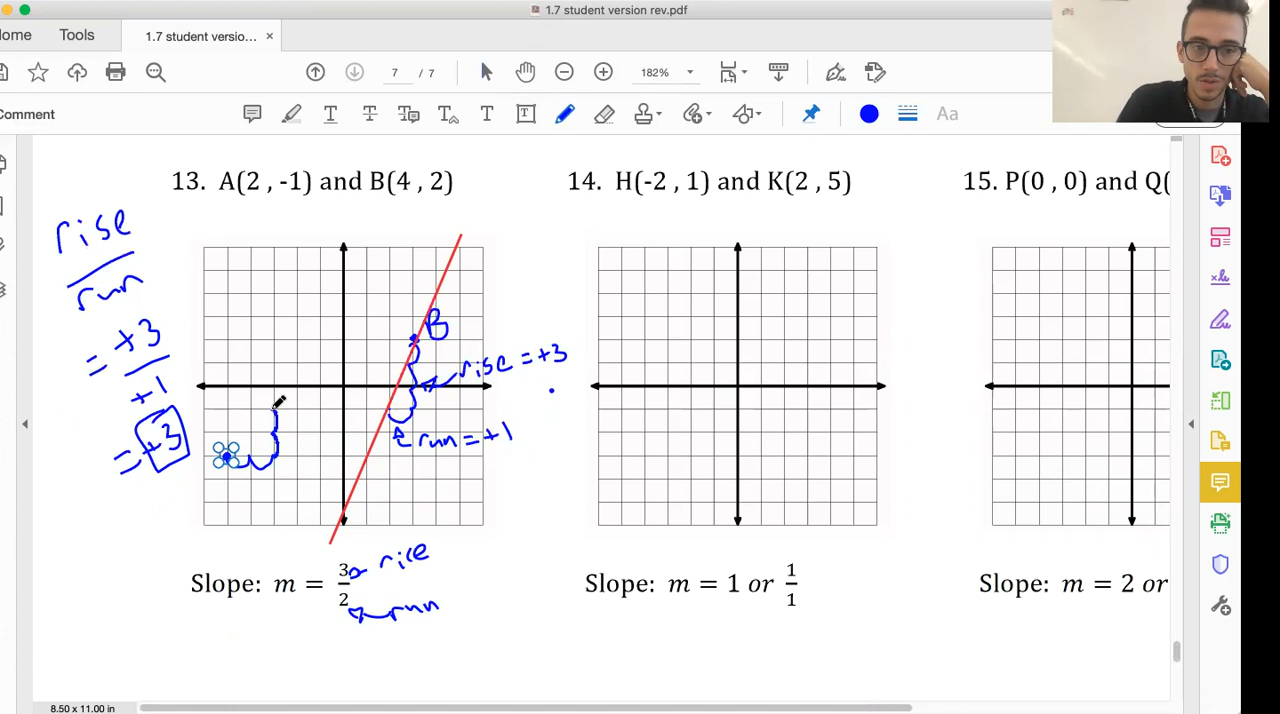 1.7 student version rev.pdf
ome
Tools
1.7 student versio...
×
7 / 7
182%
Comment
Aa
13. A(2 , -1) and B(4 , 2)
14. H(-2 , 1) and K(2 , 5)
15. P(0 , 0) and Q(
rise
run
= +3
+1
= +3
B
rise = +3
run = +1
Slope: m = 3/2
rise
run
Slope: m = 1 or 1/1
Slope: m = 2 or
8.50 x 11.00 in